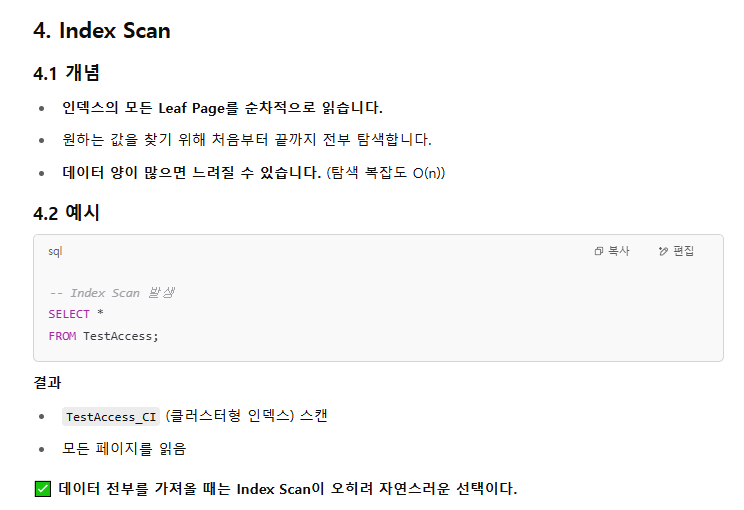 4. Index Scan
4.1 개념
• 인덱스의 모든 Leaf Page를 순차적으로 읽습니다.
• 원하는 값을 찾기 위해 처음부터 끝까지 전부 탐색합니다.
• 데이터 양이 많으면 느려질 수 있습니다. (탐색 복잡도 O(n))
4.2 예시
sql 복사 편집
-- Index Scan 발생
SELECT *
FROM TestAccess;
결과
• TestAccess_CI (클러스터형 인덱스) 스캔
• 모든 페이지를 읽음
✅ 데이터 전부를 가져올 때는 Index Scan이 오히려 자연스러운 선택이다.